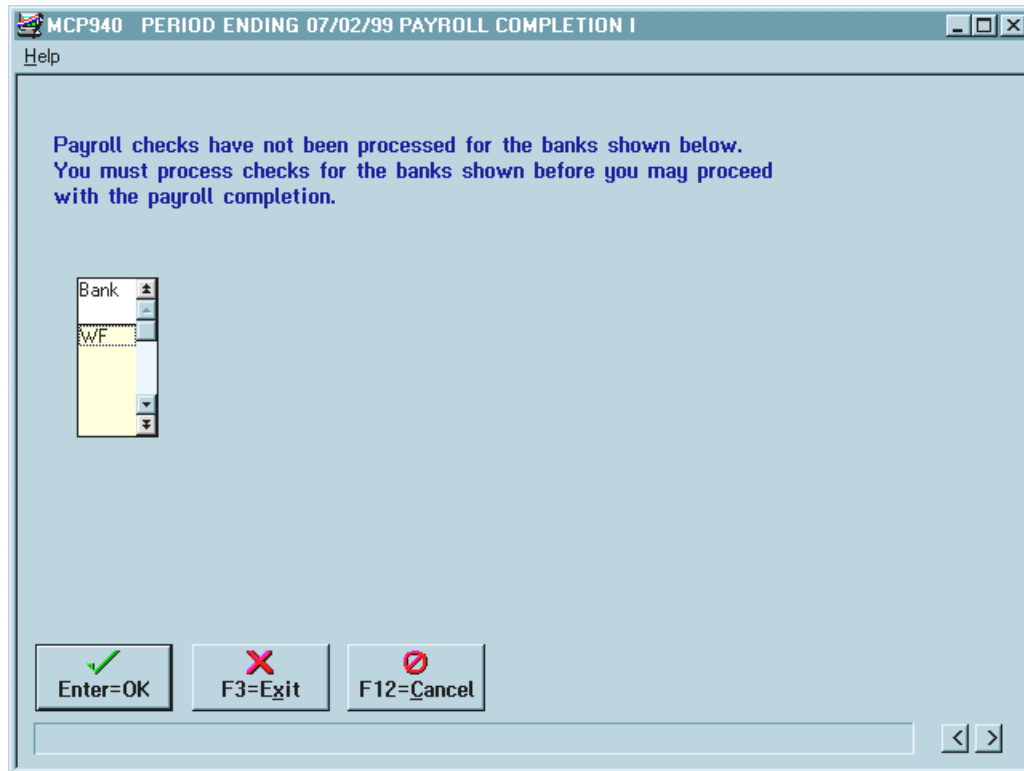 MCP940 PERIOD ENDING 07/02/99 PAYROLL COMPLETION I
Help
Payroll checks have not been processed for the banks shown below.
You must process checks for the banks shown before you may proceed
with the payroll completion.
Bank
WF
Enter=OK
F3=Exit
F12=Cancel